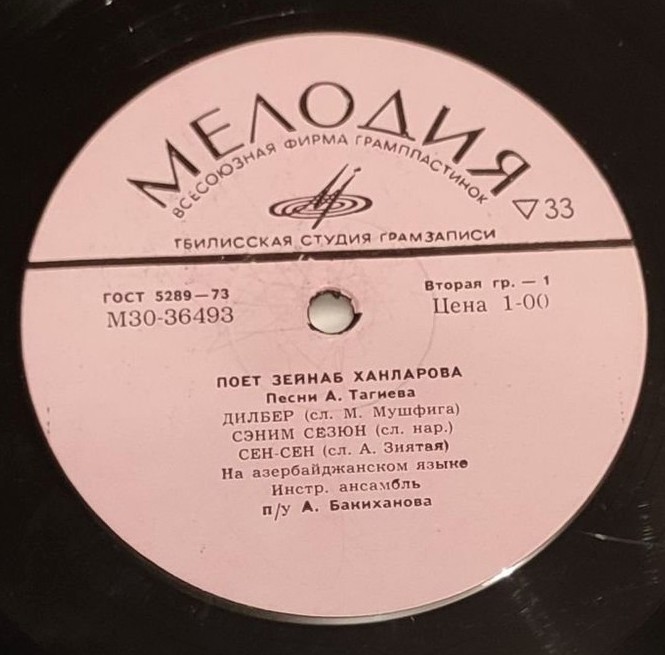 МЕЛОДИЯ
ВСЕСОЮЗНАЯ ФИРМА ГРАМПЛАСТИНОК
33
ТБИЛИССКАЯ СТУДИЯ ГРАМЗАПИСИ
ГОСТ 5289—73
М30-36493
Вторая гр. — 1
Цена 1-00
ПОЕТ ЗЕЙНАБ ХАНЛАРОВА
Песни А. Тагиева
ДИЛБЕР (сл. М. Мушфига)
СЭНИМ СЕЗЮН (сл. нар.)
СЕН-СЕН (сл. А. Зиятая)
На азербайджанском языке
Инстр. ансамбль
п/у А. Бакиханова